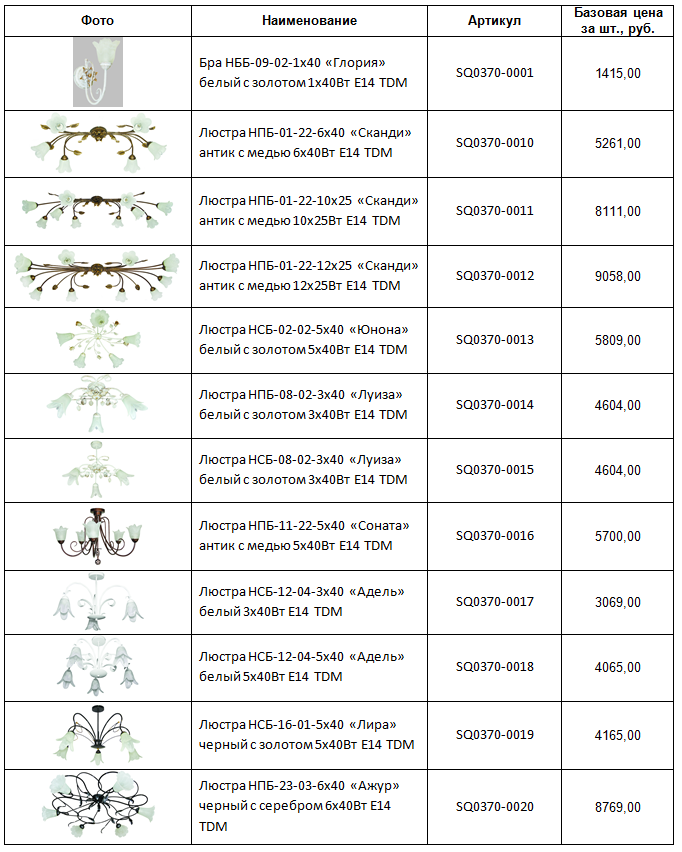 Фото Наименование Артикул Базовая цена
за шт., руб.
Бра НББ-09-02-1х40 «Глория»
белый с золотом 1х40Вт Е14 TDM
SQ0370-0001 1415,00
Люстра НПБ-01-22-6х40 «Сканди»
антик с медью 6х40Вт Е14 TDM
SQ0370-0010 5261,00
Люстра НПБ-01-22-10х25 «Сканди»
антик с медью 10х25Вт Е14 TDM
SQ0370-0011 8111,00
Люстра НПБ-01-22-12х25 «Сканди»
антик с медью 12х25Вт Е14 TDM
SQ0370-0012 9058,00
Люстра НСБ-02-02-5х40 «Юнона»
белый с золотом 5х40Вт Е14 TDM
SQ0370-0013 5809,00
Люстра НПБ-08-02-3х40 «Луиза»
белый с золотом 3х40Вт Е14 TDM
SQ0370-0014 4604,00
Люстра НСБ-08-02-3х40 «Луиза»
белый с золотом 3х40Вт Е14 TDM
SQ0370-0015 4604,00
Люстра НПБ-11-22-5х40 «Соната»
антик с медью 5х40Вт Е14 TDM
SQ0370-0016 5700,00
Люстра НСБ-12-04-3х40 «Адель»
белый 3х40Вт Е14 TDM
SQ0370-0017 3069,00
Люстра НСБ-12-04-5х40 «Адель»
белый 5х40Вт Е14 TDM
SQ0370-0018 4065,00
Люстра НСБ-16-01-5х40 «Лира»
черный с золотом 5х40Вт Е14 TDM
SQ0370-0019 4165,00
Люстра НПБ-23-03-6х40 «Ажур»
черный с серебром 6х40Вт Е14
TDM
SQ0370-0020 8769,00